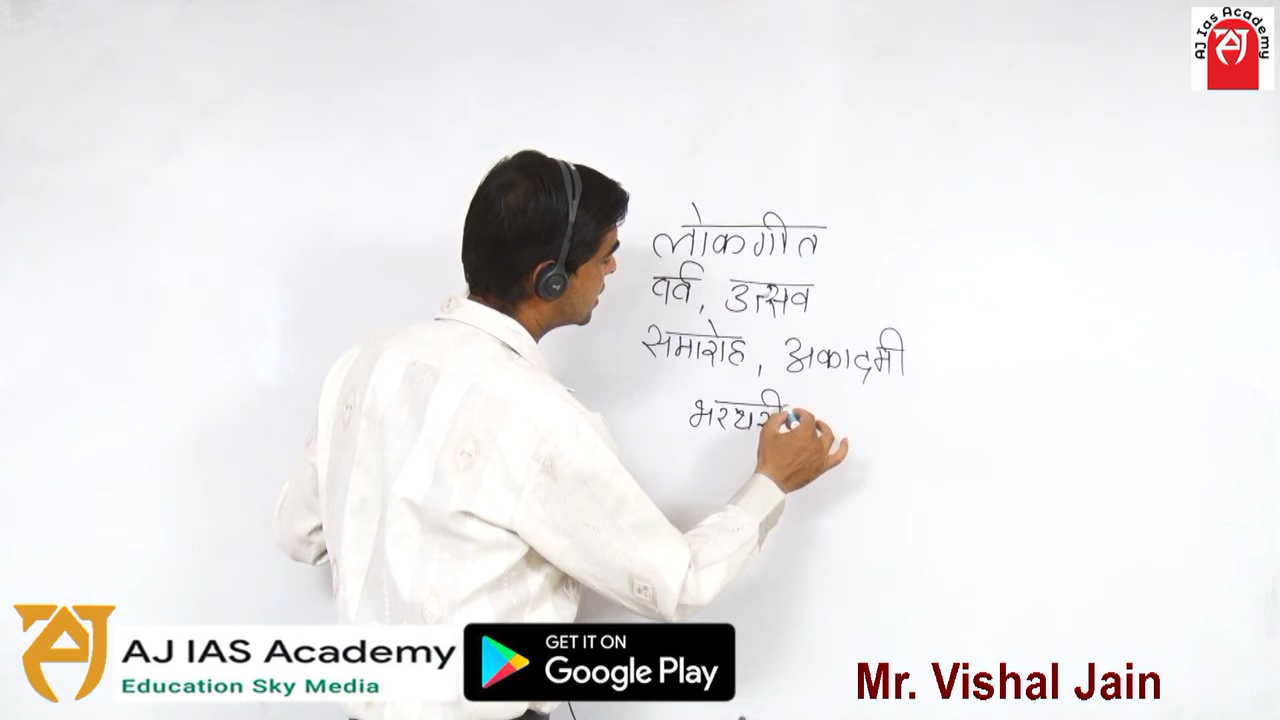 AJ Ias Academy
लोकगीत
पर्व, उत्सव
समारोह, अकादमी
भरथरी
AJ IAS Academy
Education Sky Media
GET IT ON
Google Play
Mr. Vishal Jain